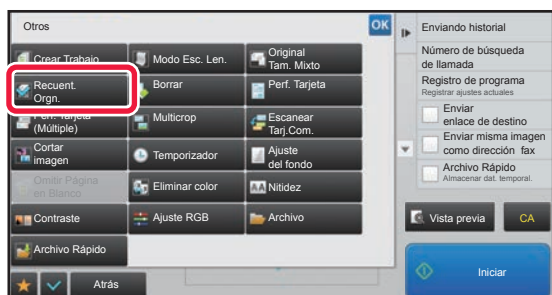 Otros
OK
Crear Trabajo
Modo Esc. Len.
Original
Tam. Mixto
Recuent.
Orgn.
Borrar
Perf. Tarjeta
Perf. Tarjeta
(Múltiple)
Multicrop
Escanear
Tarj.Com.
Cortar
imagen
Temporizador
Ajuste
del fondo
Omitir Página
en Blanco
Eliminar color
Nitidez
Contraste
Ajuste RGB
Archivo
Archivo Rápido
Atrás
Enviando historial
Número de búsqueda
de llamada
Registro de programa
Registrar ajustes actuales
Enviar
enlace de destino
Enviar misma imagen
como dirección fax
Archivo Rápido
Almacenar dat. temporal.
Vista previa
CA
Iniciar